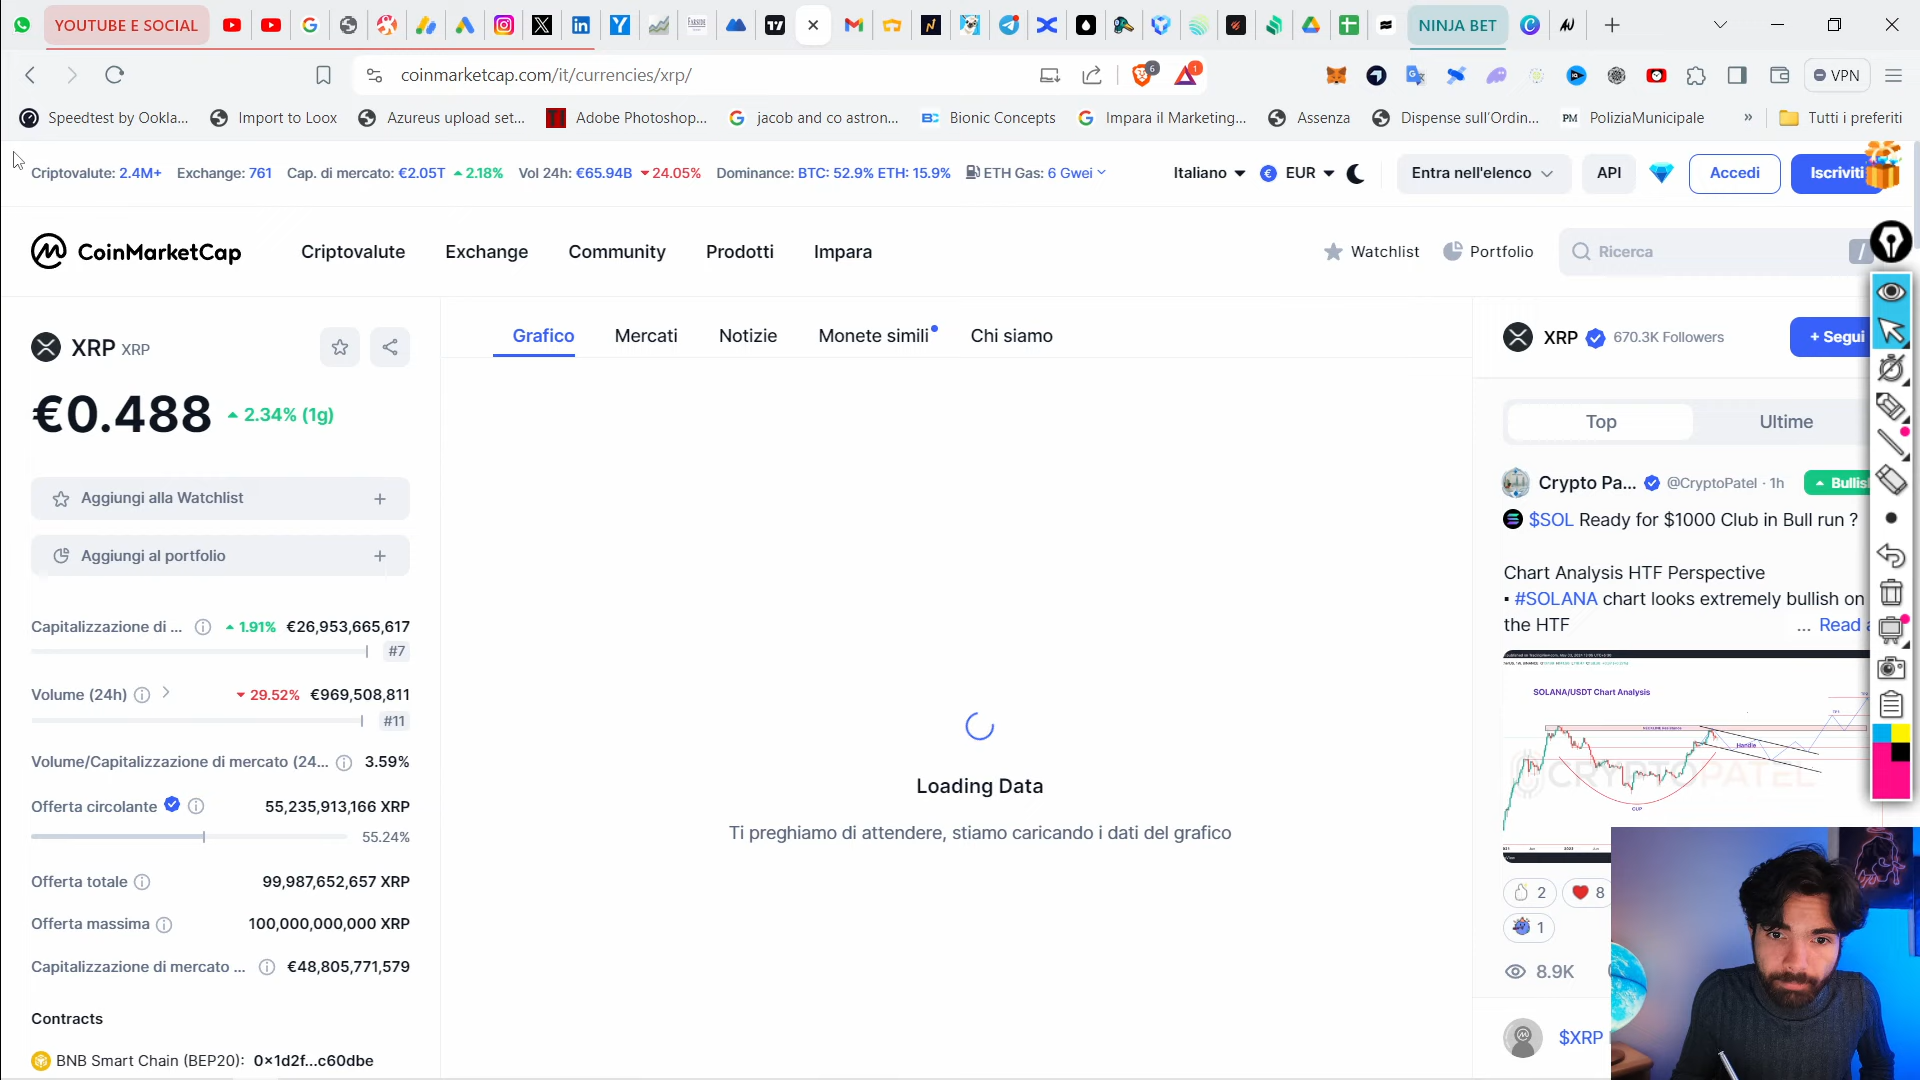 YOUTUBE E SOCIAL
NINJA BET
coinmarketcap.com/it/currencies/xrp/
6
1
VPN
Speedtest by Ookla...
Import to Loox
Azureus upload set...
Adobe Photoshop...
jacob and co astron...
Bionic Concepts
Impara il Marketing...
Assenza
Dispense sull'Ordin...
PM PoliziaMunicipale
»
Tutti i preferiti
Criptovalute: 2.4M+
Exchange: 761
Cap. di mercato: €2.05T 2.18%
Vol 24h: €65.94B 24.05%
Dominance: BTC: 52.9% ETH: 15.9%
ETH Gas: 6 Gwei
Italiano
EUR
Entra nell'elenco
API
Accedi
Iscriviti
CoinMarketCap
Criptovalute
Exchange
Community
Prodotti
Impara
Watchlist
Portfolio
Ricerca
/
XRP XRP
€0.488 2.34% (1g)
Aggiungi alla Watchlist +
Aggiungi al portfolio +
Capitalizzazione di ... 1.91% €26,953,665,617
#7
Volume (24h) 29.52% €969,508,811
#11
Volume/Capitalizzazione di mercato (24... 3.59%
Offerta circolante 55,235,913,166 XRP
55.24%
Offerta totale 99,987,652,657 XRP
Offerta massima 100,000,000,000 XRP
Capitalizzazione di mercato ... €48,805,771,579
Contracts
BNB Smart Chain (BEP20): 0x1d2f...c60dbe
Grafico
Mercati
Notizie
Monete simili
Chi siamo
Loading Data
Ti preghiamo di attendere, stiamo caricando i dati del grafico
XRP 670.3K Followers
+ Segui
Top
Ultime
Crypto Pa... @CryptoPatel · 1h
Bullis
$SOL Ready for $1000 Club in Bull run ?
Chart Analysis HTF Perspective
▪ #SOLANA chart looks extremely bullish on
the HTF ... Read
SOLANA/USDT Chart Analysis
Handle
CRYPTOPATEL
CUP
2
8
1
8.9K
$XRP